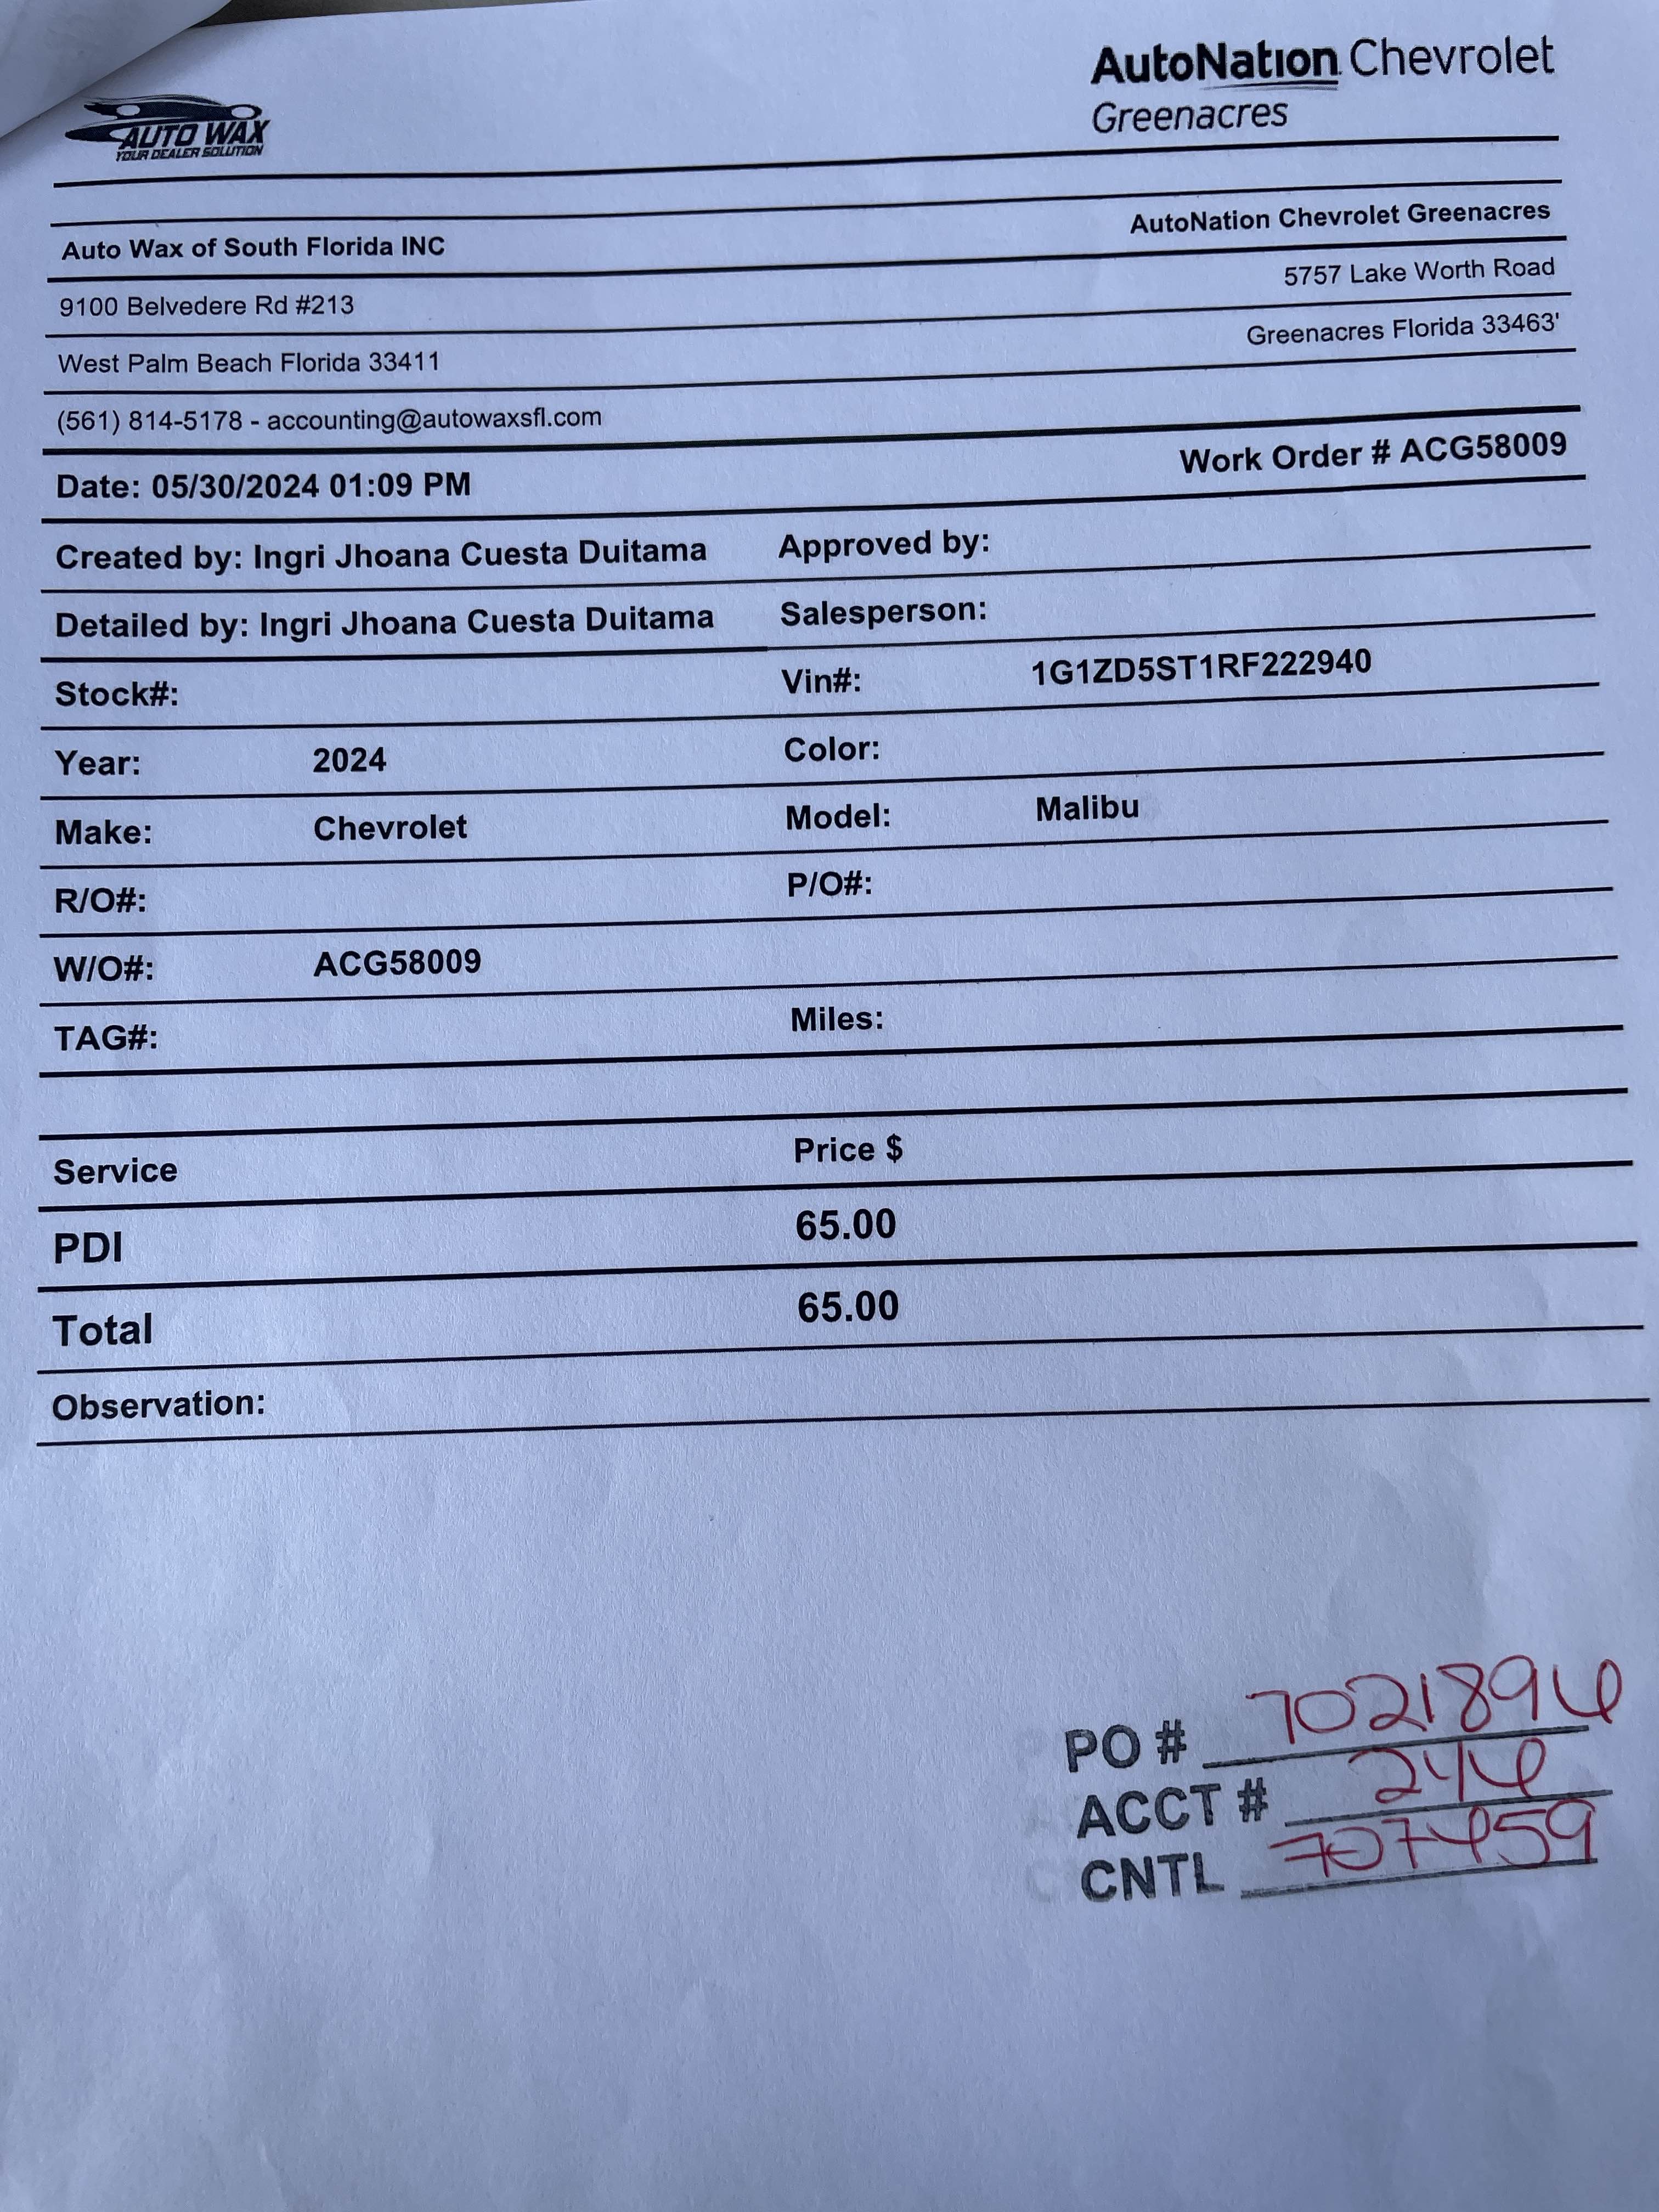 AUTO WAX
YOUR DEALER SOLUTION
AutoNation Chevrolet
Greenacres
Auto Wax of South Florida INC
AutoNation Chevrolet Greenacres
9100 Belvedere Rd #213
5757 Lake Worth Road
West Palm Beach Florida 33411
Greenacres Florida 33463'
(561) 814-5178 - accounting@autowaxsfl.com
Date: 05/30/2024 01:09 PM
Work Order # ACG58009
Created by: Ingri Jhoana Cuesta Duitama Approved by:
Detailed by: Ingri Jhoana Cuesta Duitama Salesperson:
Stock#: Vin#: 1G1ZD5ST1RF222940
Year: 2024 Color:
Make: Chevrolet Model: Malibu
R/O#: P/O#:
W/O#: ACG58009
TAG#: Miles:
Service Price $
PDI 65.00
Total 65.00
Observation:
PO # 7021896
ACCT # 246
CNTL 707459